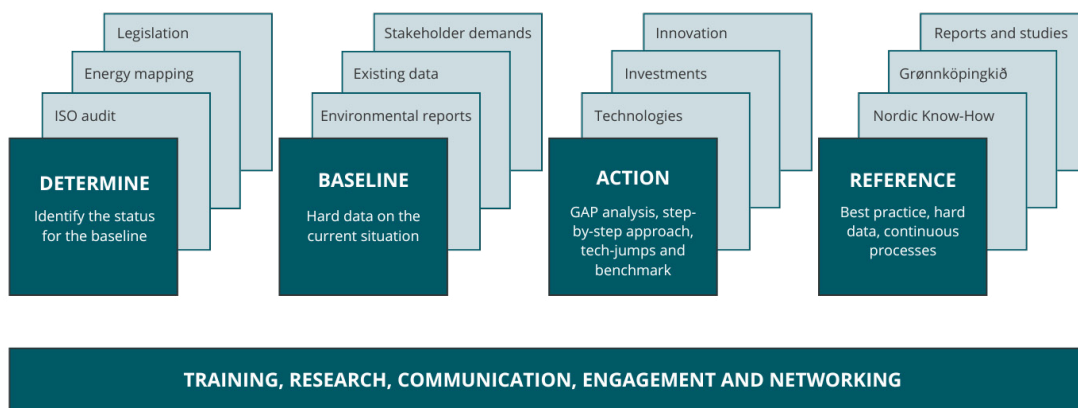 Legislation
Energy mapping
ISO audit
DETERMINE
Identify the status
for the baseline
Stakeholder demands
Existing data
Environmental reports
BASELINE
Hard data on the
current situation
Innovation
Investments
Technologies
ACTION
GAP analysis, step-
by-step approach,
tech-jumps and
benchmark
Reports and studies
Grønnköpingkið
Nordic Know-How
REFERENCE
Best practice, hard
data, continuous
processes
TRAINING, RESEARCH, COMMUNICATION, ENGAGEMENT AND NETWORKING